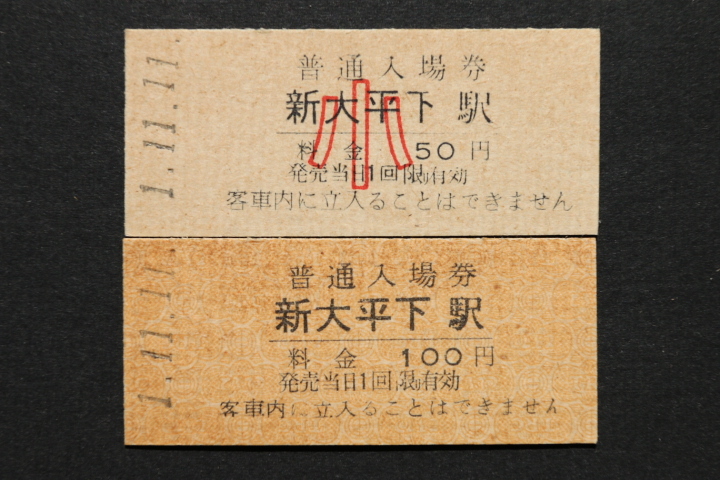 1.11.11.
普通入場券
新大平下駅
小
料金 50円
発売当日1回限り有効
客車内に立入ることはできません
1.11.11.
普通入場券
新大平下駅
料金 100円
発売当日1回限り有効
客車内に立入ることはできません